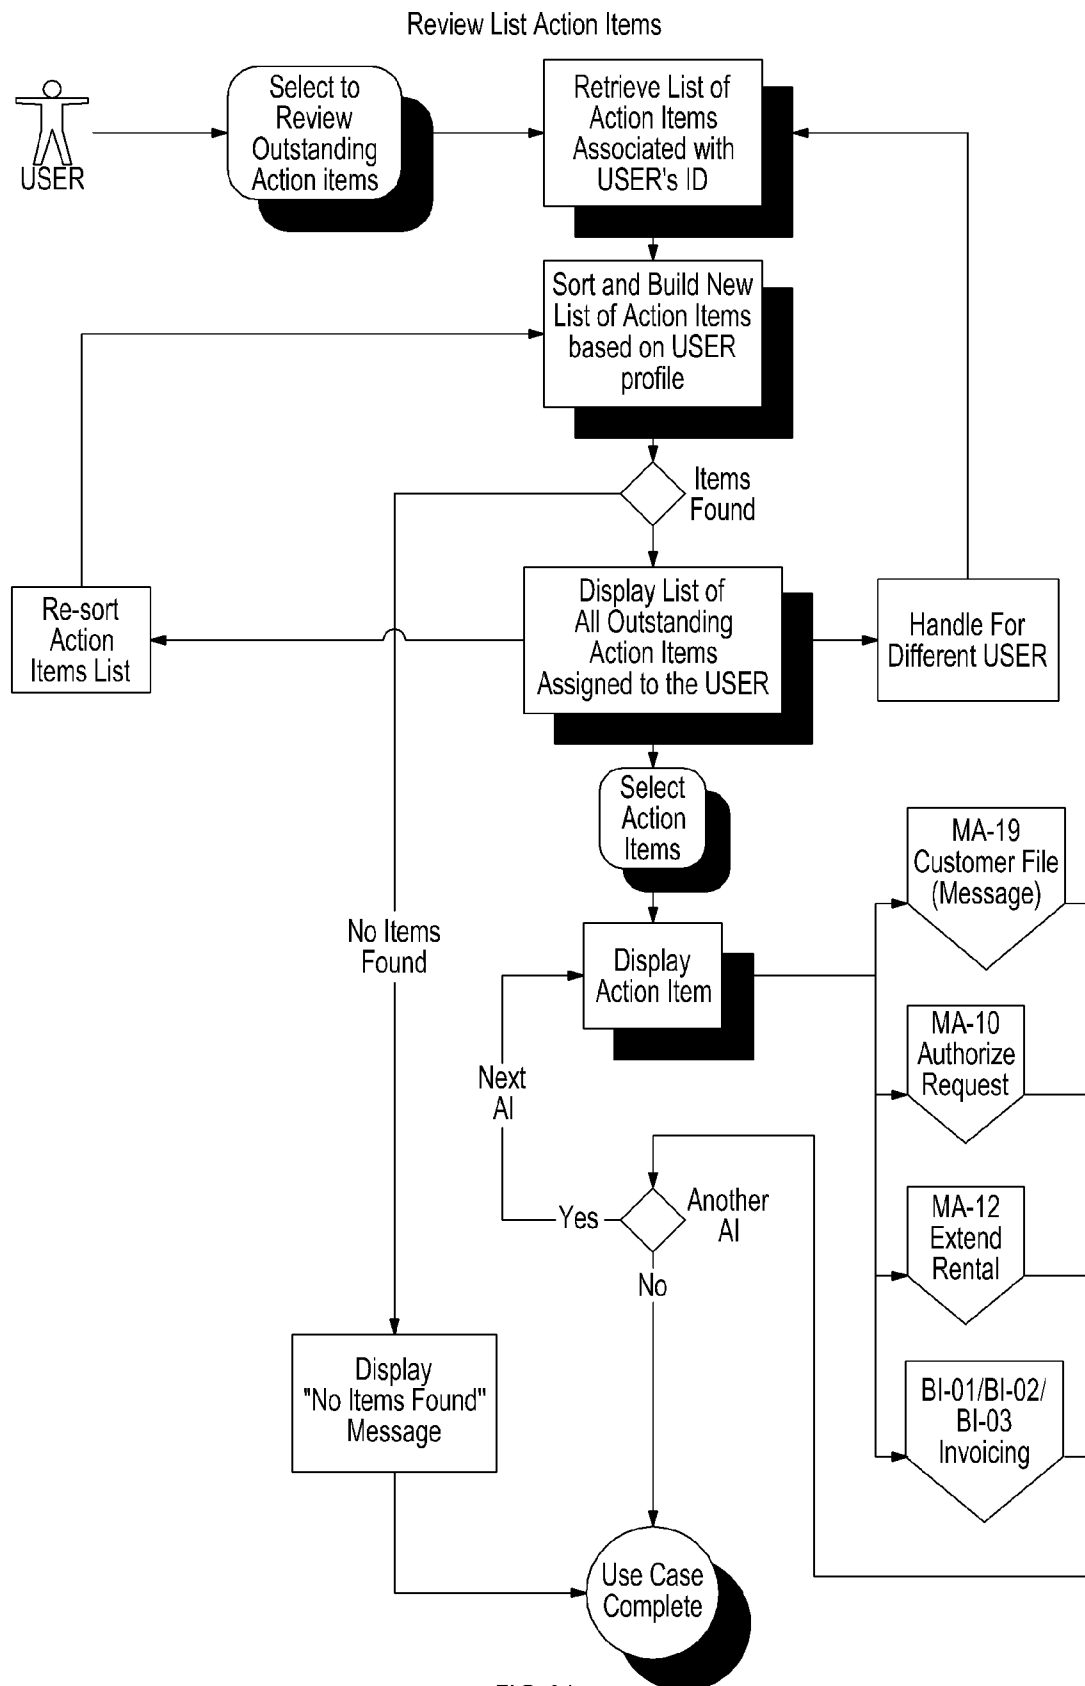 Review List Action Items
USER
Select to
Review
Outstanding
Action items
Retrieve List of
Action Items
Associated with
USER's ID
Sort and Build New
List of Action Items
based on USER
profile
Items
Found
Re-sort
Action
Items List
Display List of
All Outstanding
Action Items
Assigned to the USER
Handle For
Different USER
Select
Action
Items
MA-19
Customer File
(Message)
No Items
Found
Display
Action Item
MA-10
Authorize
Request
Next
AI
Yes
Another
AI
MA-12
Extend
Rental
No
Display
"No Items Found"
Message
BI-01/BI-02/
BI-03
Invoicing
Use Case
Complete